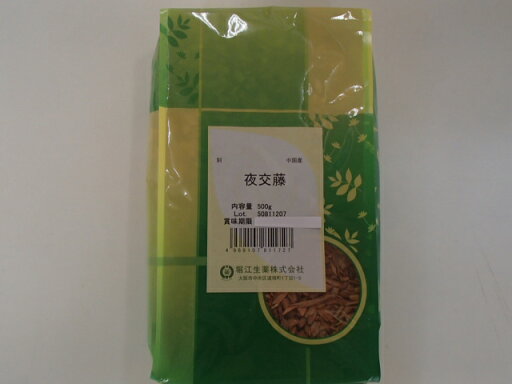 刻 中国産
夜交藤
内容量 500g
Lot 50811207
賞味期限
堀江生薬株式会社